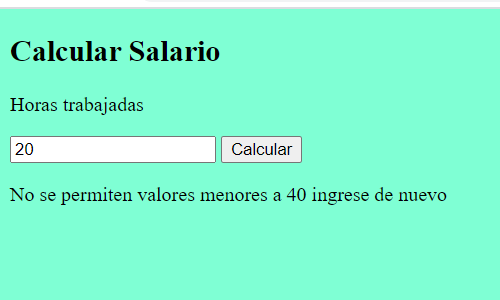 Calcular Salario
Horas trabajadas
20 Calcular
No se permiten valores menores a 40 ingrese de nuevo